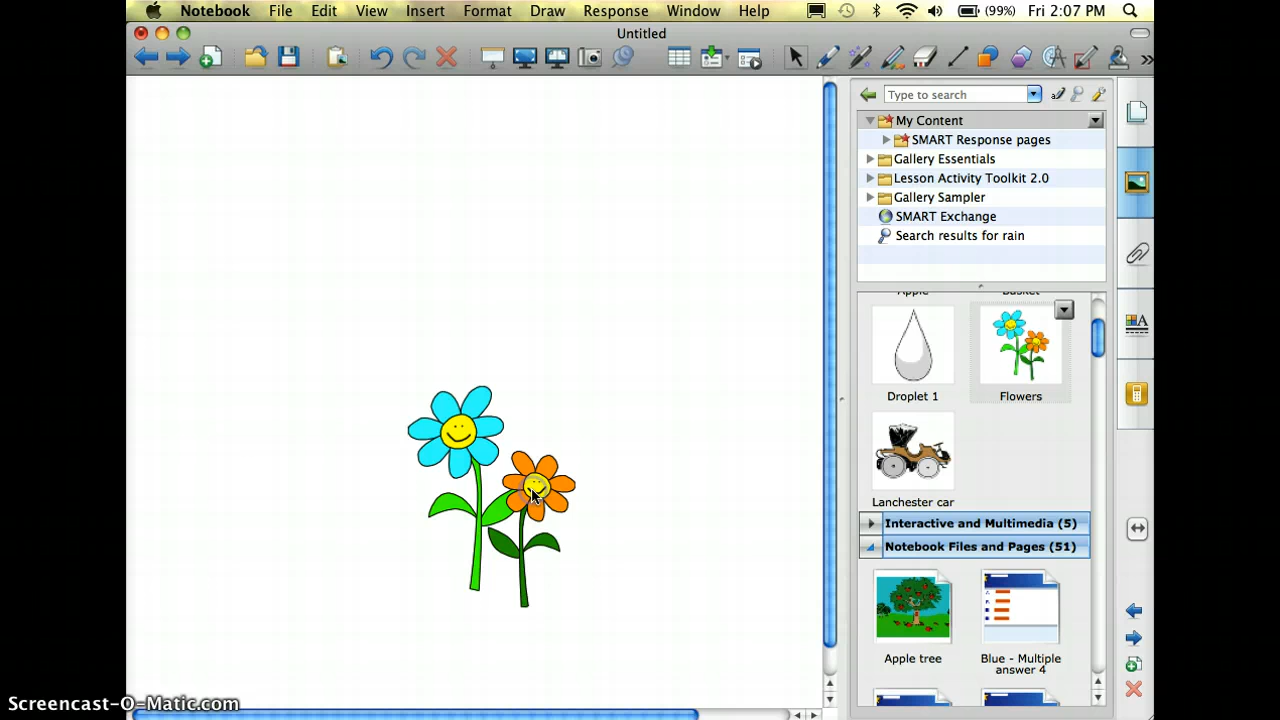 Notebook File Edit View Insert Format Draw Response Window Help (99%) Fri 2:07 PM
Untitled
Type to search
My Content
SMART Response pages
Gallery Essentials
Lesson Activity Toolkit 2.0
Gallery Sampler
SMART Exchange
Search results for rain
Apple Basket
Droplet 1 Flowers
Lanchester car
Interactive and Multimedia (5)
Notebook Files and Pages (51)
Apple tree Blue - Multiple
answer 4
Screencast-O-Matic.com